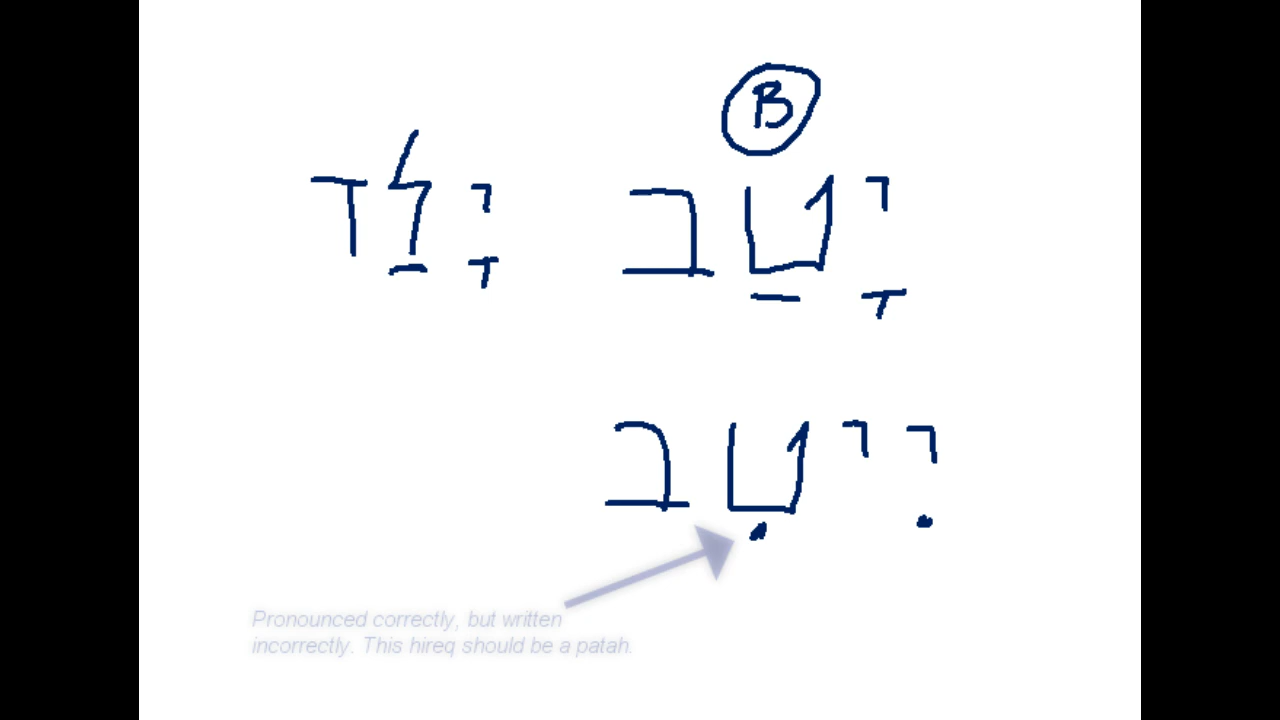 B
יָטַב יָלַד
יִיטִב
Pronounced correctly, but written
incorrectly. This hireq should be a patah.